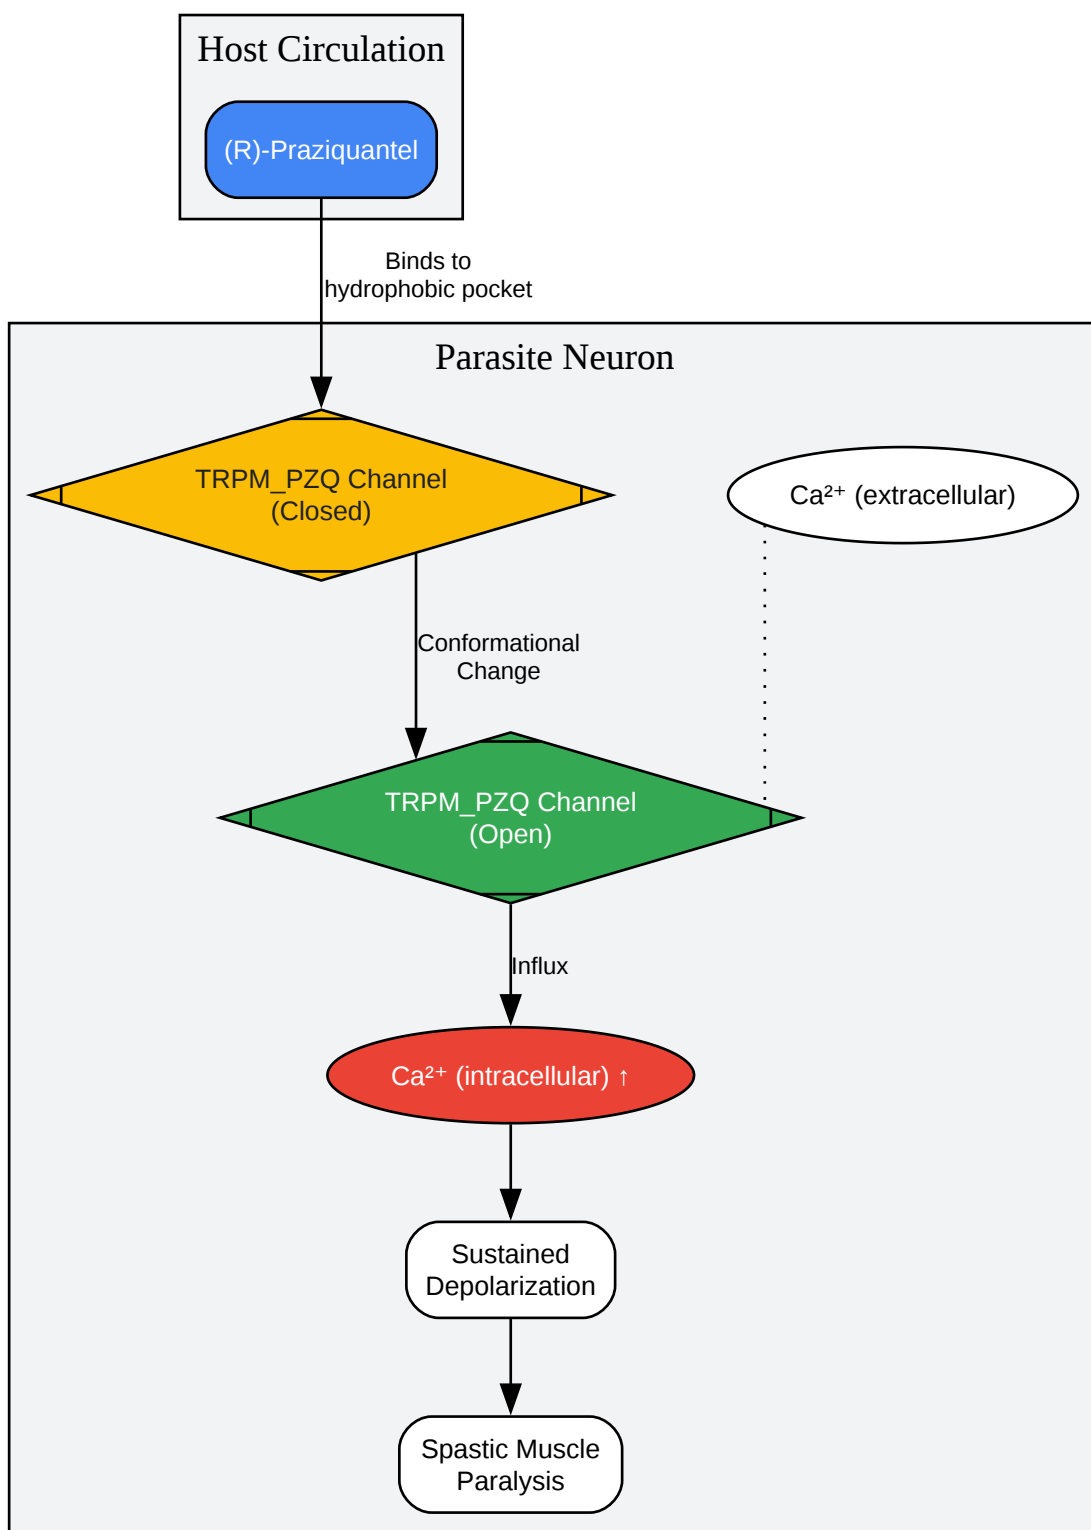 Host Circulation
(R)-Praziquantel
Binds to
hydrophobic pocket
Parasite Neuron
TRPM_PZQ Channel
(Closed)
Ca²⁺ (extracellular)
Conformational
Change
TRPM_PZQ Channel
(Open)
Influx
Ca²⁺ (intracellular) ↑
Sustained
Depolarization
Spastic Muscle
Paralysis